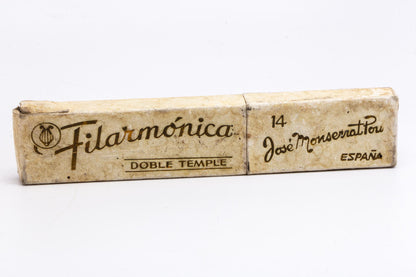 Filarmónica
DOBLE TEMPLE
14
José Monserrat Pou
ESPAÑA